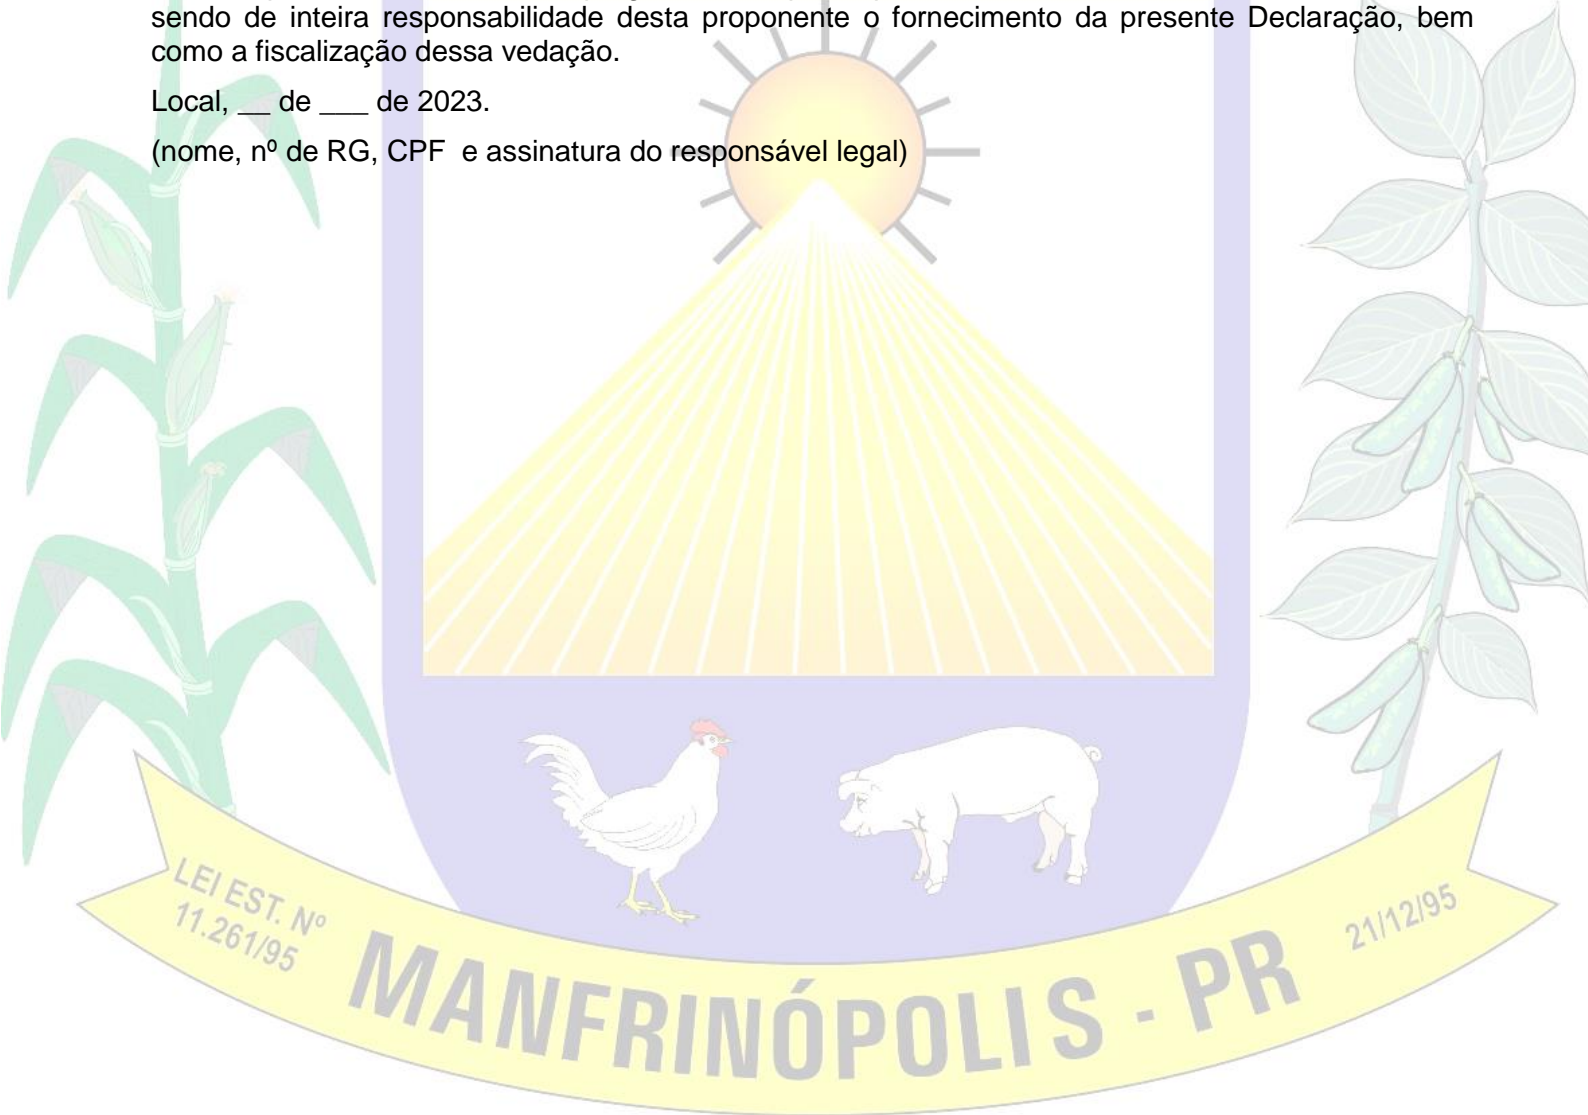 sendo de inteira responsabilidade desta proponente o fornecimento da presente Declaração, bem
como a fiscalização dessa vedação.
Local, __ de ___ de 2023.
(nome, nº de RG, CPF  e assinatura do responsável legal)
LEI EST. Nº
11.261/95
MANFRINÓPOLIS - PR
21/12/95